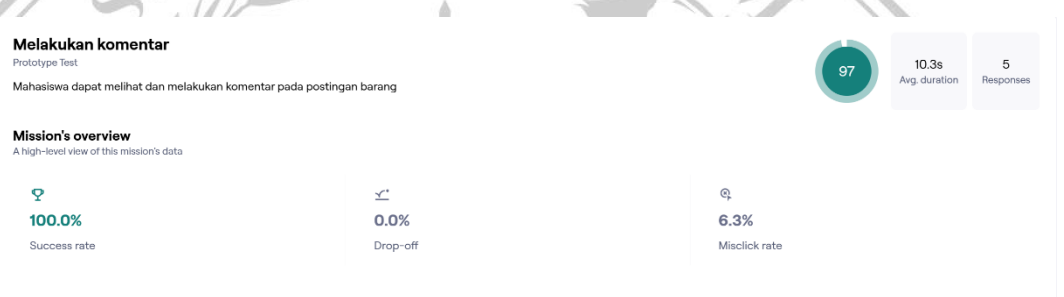 Melakukan komentar
Prototype Test
Mahasiswa dapat melihat dan melakukan komentar pada postingan barang
97
10.3s
Avg. duration
5
Responses
Mission's overview
A high-level view of this mission's data
100.0%
Success rate
0.0%
Drop-off
6.3%
Misclick rate